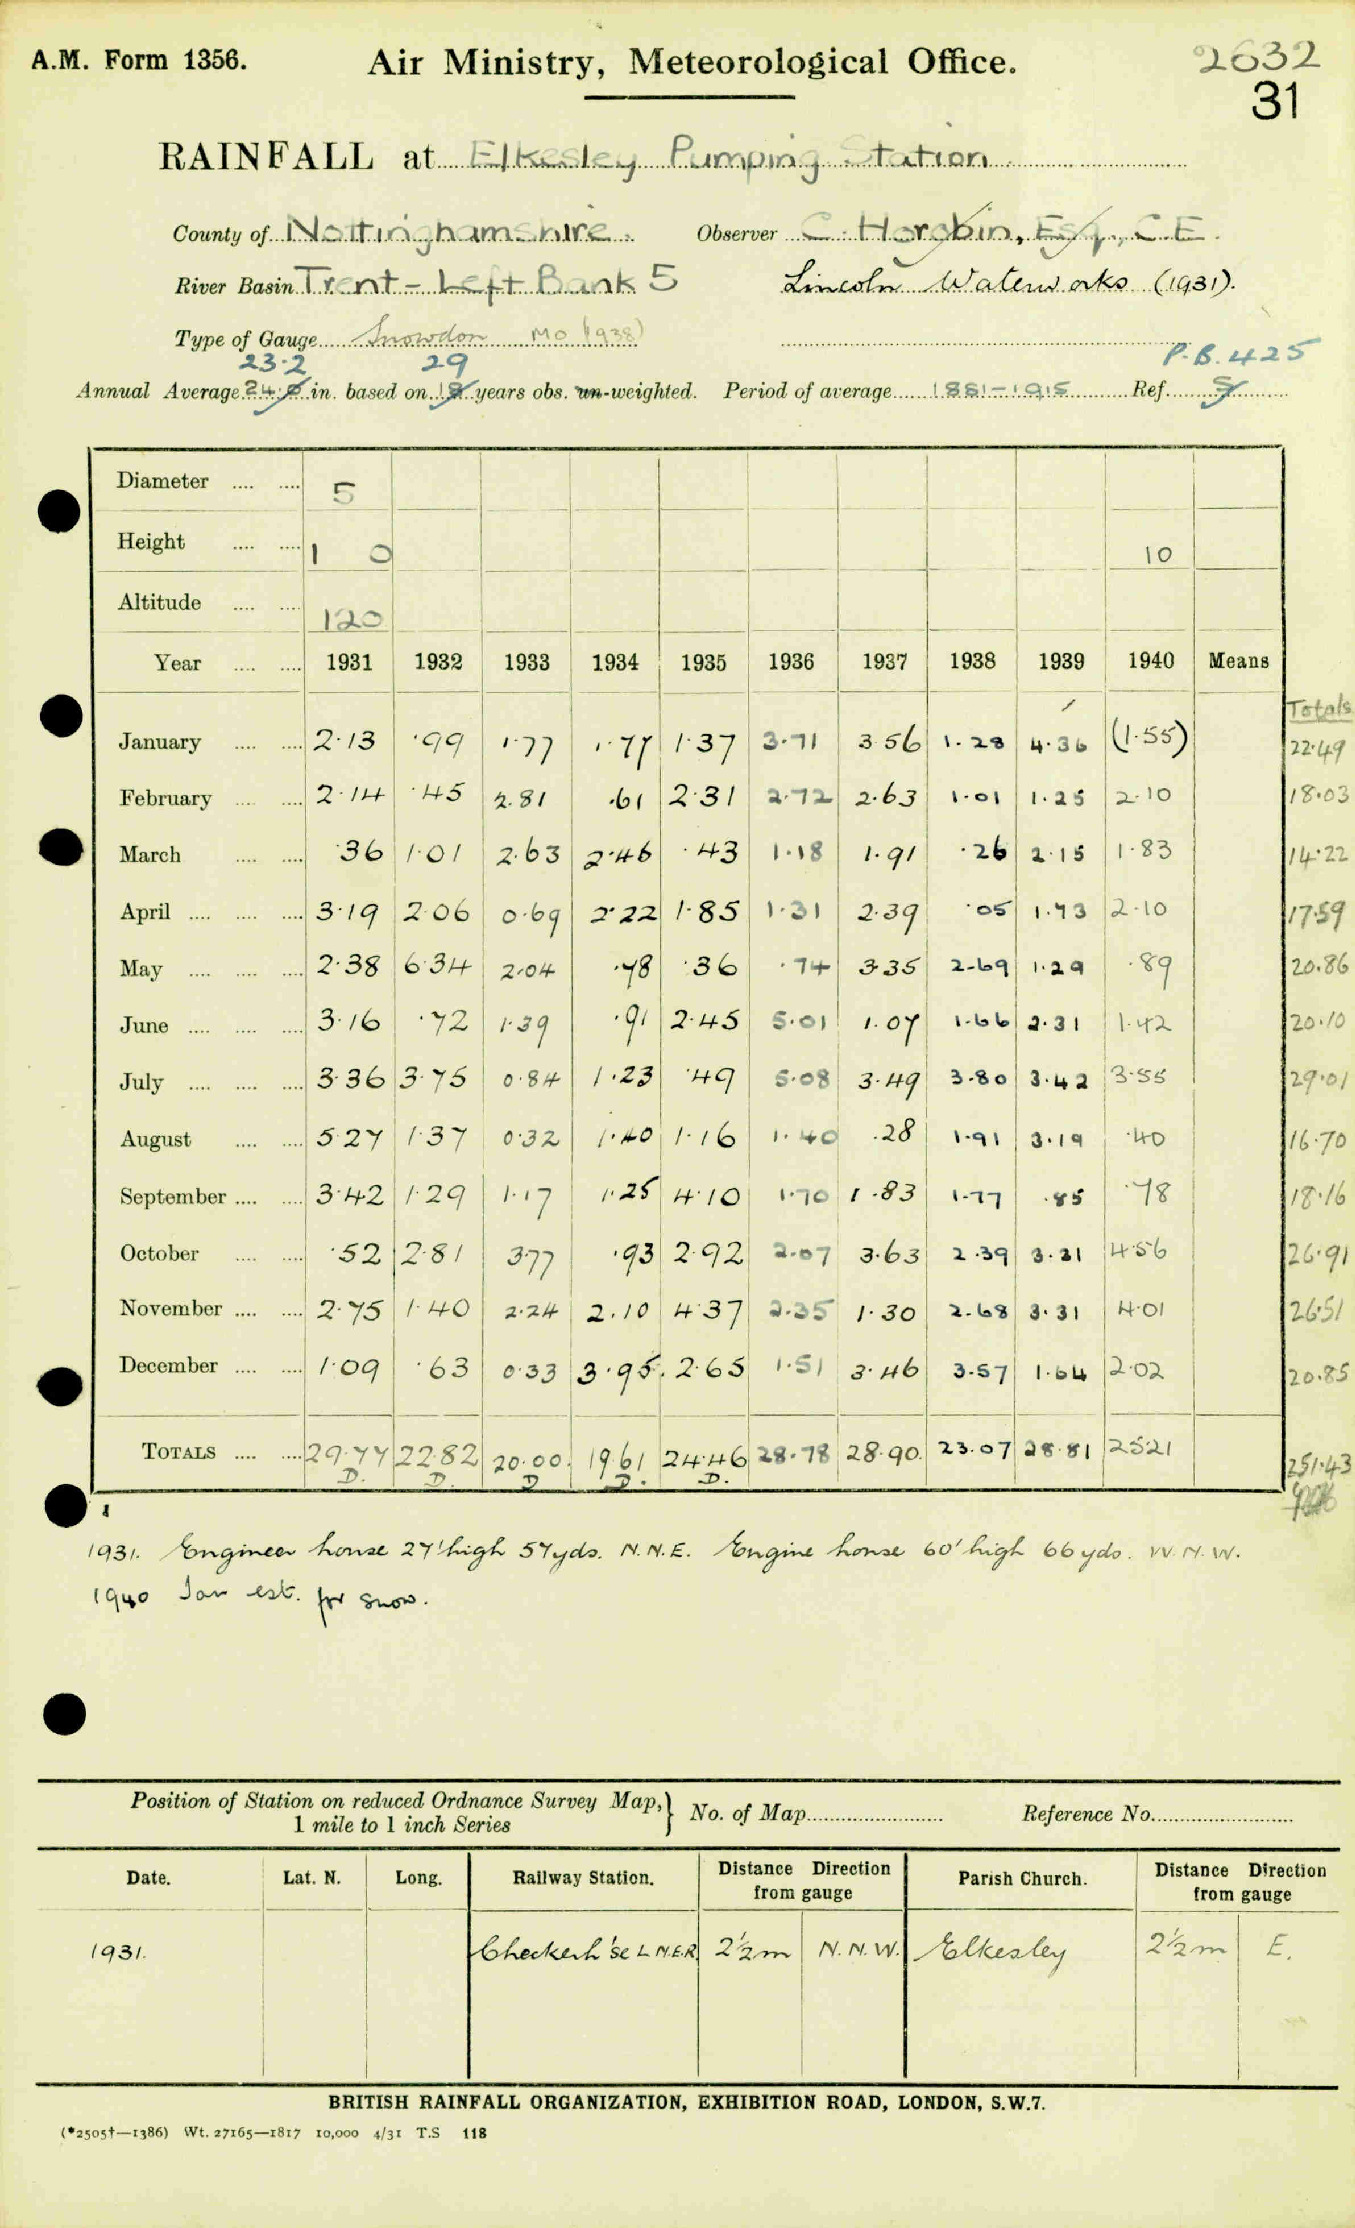 A.M. Form 1356. Air Ministry, Meteorological Office. 2632
31
RAINFALL at Elkesley Pumping Station
County of Nottinghamshire. Observer C. Horobin, Esq., C.E.
River Basin Trent - Left Bank 5 Lincoln Waterworks (1931).
Type of Gauge Snowdon MO (1938)
23.2 29 P.B. 425
Annual Average 24.0 in. based on 18 years obs. un-weighted. Period of average 1881-1915 Ref. 5
Diameter 5
Height 1 0 10
Altitude 120
Year 1931 1932 1933 1934 1935 1936 1937 1938 1939 1940 Means
Totals
January 2.13 .99 1.77 1.77 1.37 3.71 3.56 1.28 4.36 (1.55) 22.49
February 2.14 .45 2.81 .61 2.31 2.72 2.63 1.01 1.25 2.10 18.03
March .36 1.01 2.63 2.46 .43 1.18 1.91 .26 2.15 1.83 14.22
April 3.19 2.06 0.69 2.22 1.85 1.31 2.39 .05 1.73 2.10 17.59
May 2.38 6.34 2.04 .78 .36 .74 3.35 2.69 1.29 .89 20.86
June 3.16 .72 1.39 .91 2.45 5.01 1.07 1.66 2.31 1.42 20.10
July 3.36 3.75 0.84 1.23 .49 5.08 3.49 3.80 3.42 3.55 29.01
August 5.27 1.37 0.32 1.40 1.16 1.40 .28 1.91 3.19 .40 16.70
September 3.42 1.29 1.17 1.25 4.10 1.70 1.83 1.77 .85 .78 18.16
October .52 2.81 3.77 .93 2.92 2.07 3.63 2.39 3.31 4.56 26.91
November 2.75 1.40 2.24 2.10 4.37 2.35 1.30 2.68 3.31 4.01 26.51
December 1.09 .63 0.33 3.95 2.65 1.51 3.46 3.57 1.64 2.02 20.85
TOTALS 29.77 22.82 20.00 19.61 24.46 28.78 28.90 23.07 28.81 25.21 251.43
D. D. D D. D.
1931. Engineer house 27' high 57yds. N.N.E. Engine house 60' high 66yds. W.N.W.
1940 Jan est. for snow.
Position of Station on reduced Ordnance Survey Map, } No. of Map Reference No.
1 mile to 1 inch Series
Date. Lat. N. Long. Railway Station. Distance Direction Parish Church. Distance Direction
from gauge from gauge
1931. Checkerh'se L.N.E.R. 2½m N.N.W. Elkesley 2½m E.
BRITISH RAINFALL ORGANIZATION, EXHIBITION ROAD, LONDON, S.W.7.
(*2505†—1386) Wt. 27165—1817 10,000 4/31 T.S 118